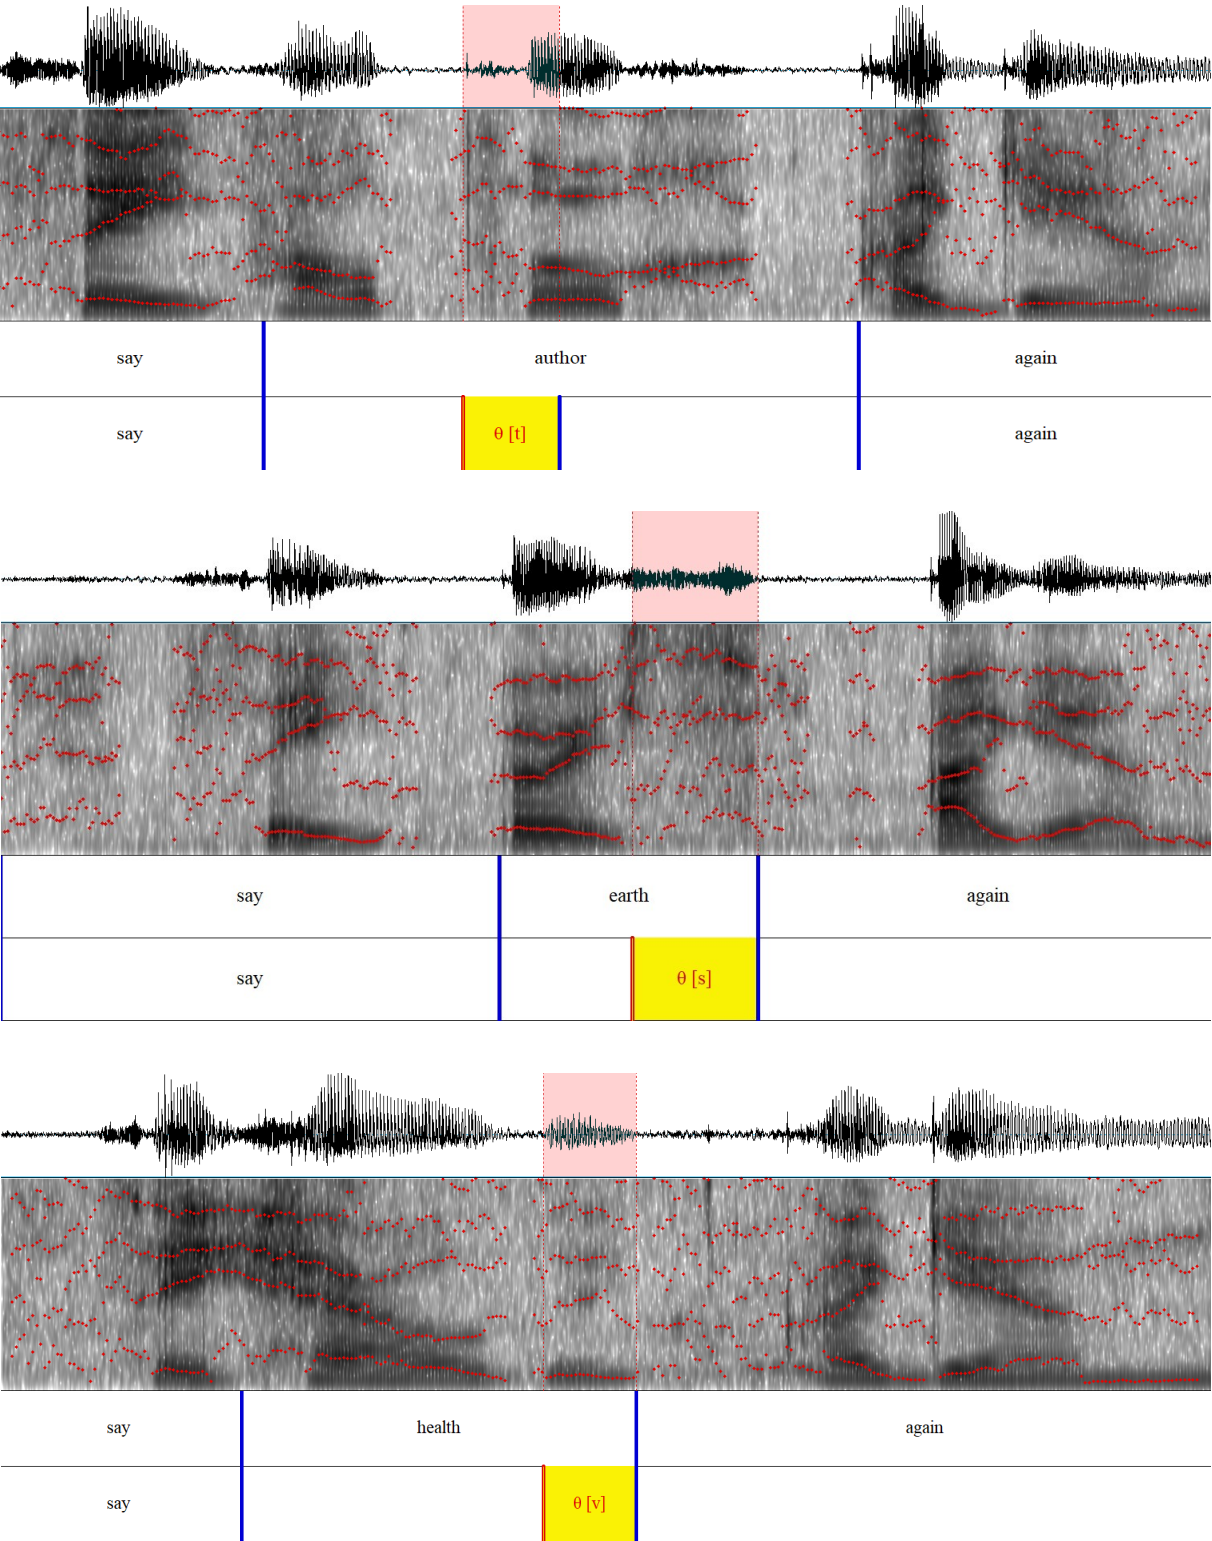 say author again
say θ [t] again
say earth again
say θ [s]
say health again
say θ [v]